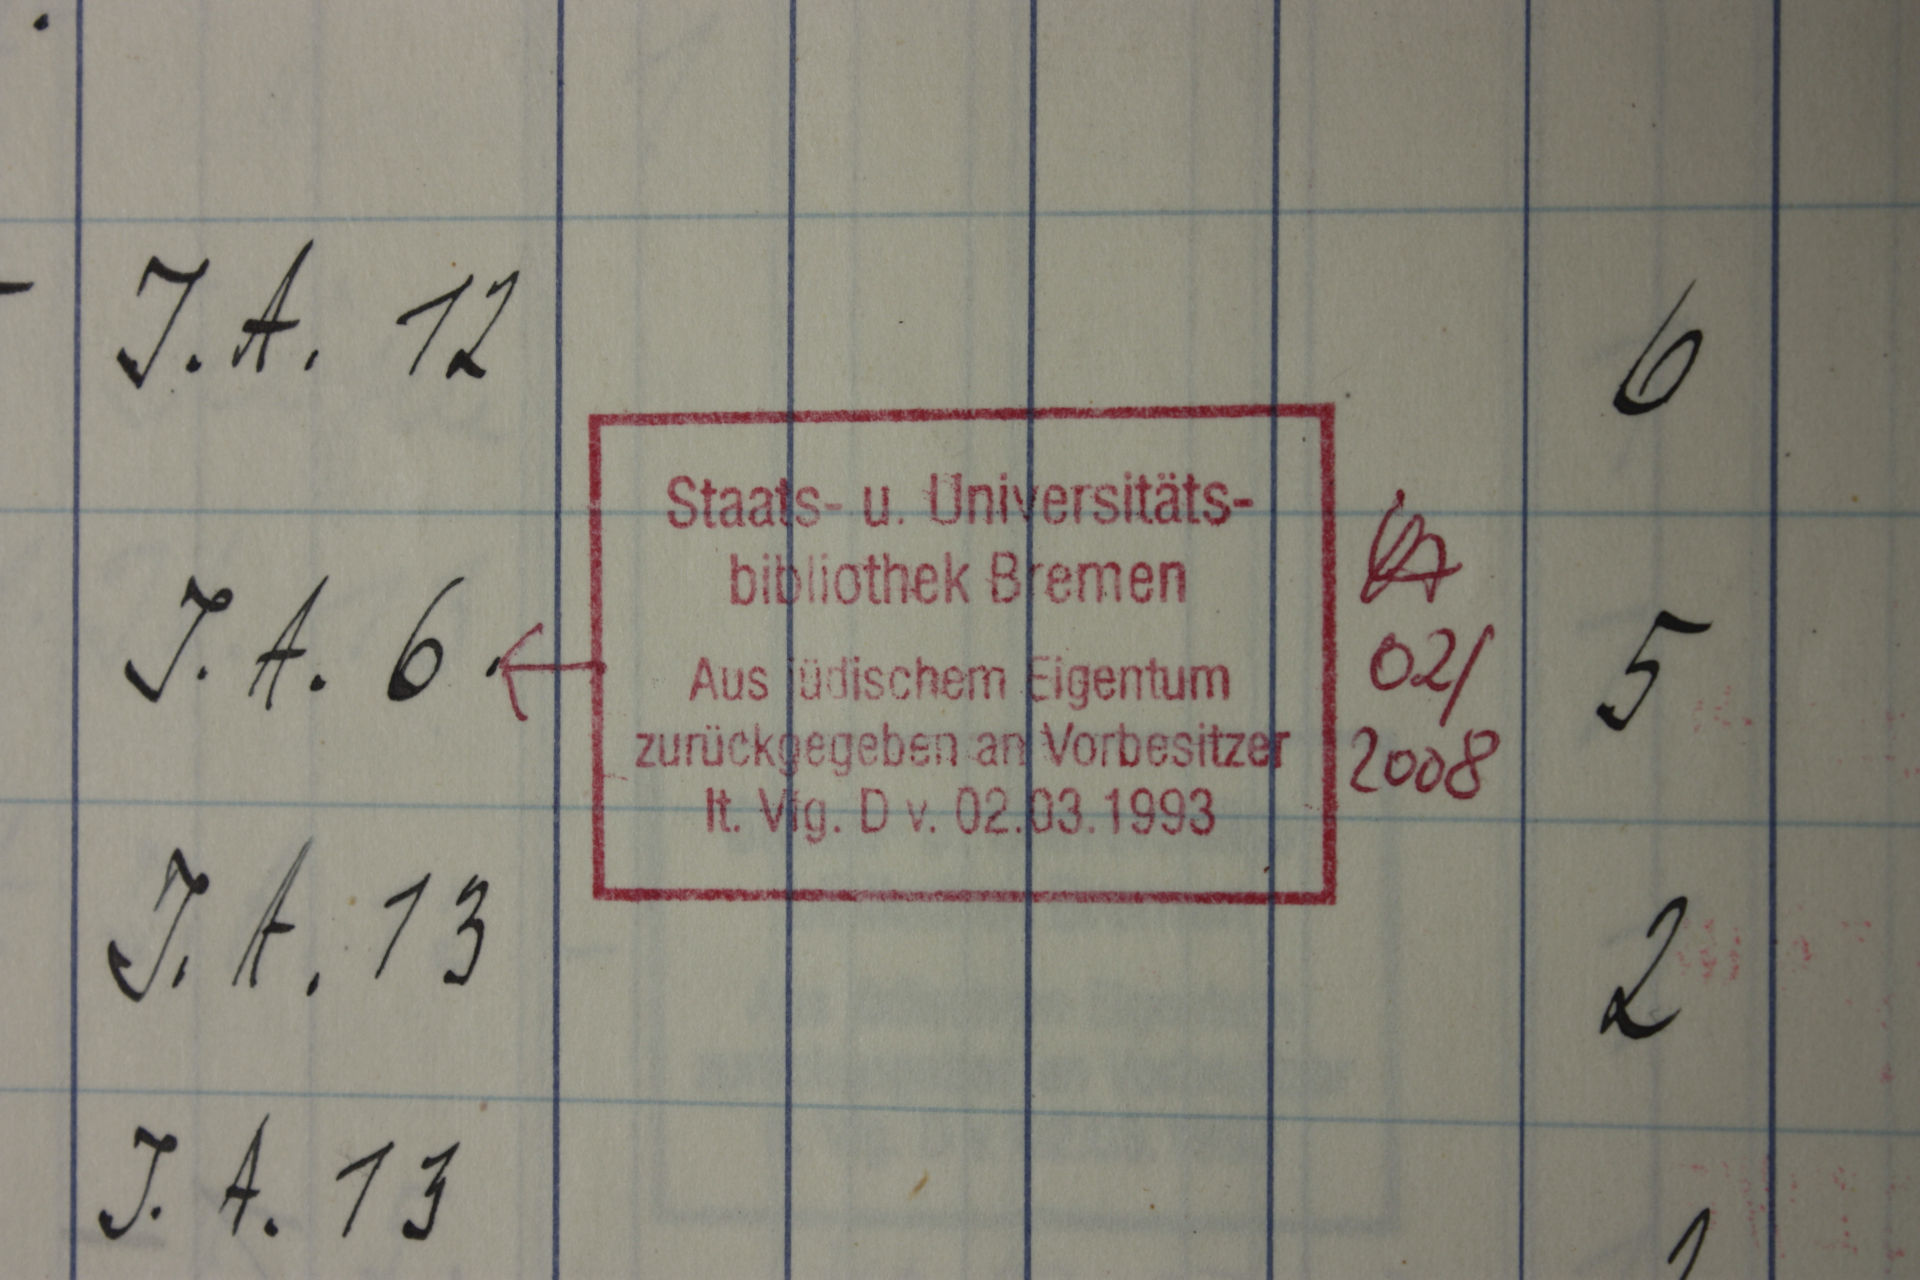 J. A. 12
6
Staats- u. Universitäts-
bibliothek Bremen
J. A. 6.
Aus jüdischem Eigentum
zurückgegeben an Vorbesitzer
lt. Vfg. D v. 02.03.1993
02/
2008
5
J. A. 13
2
J. A. 13